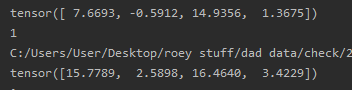 tensor([ 7.6693, -0.5912, 14.9356,  1.3675])
1
C:/Users/User/Desktop/roey stuff/dad data/check/2
tensor([15.7789,  2.5898, 16.4640,  3.4229])